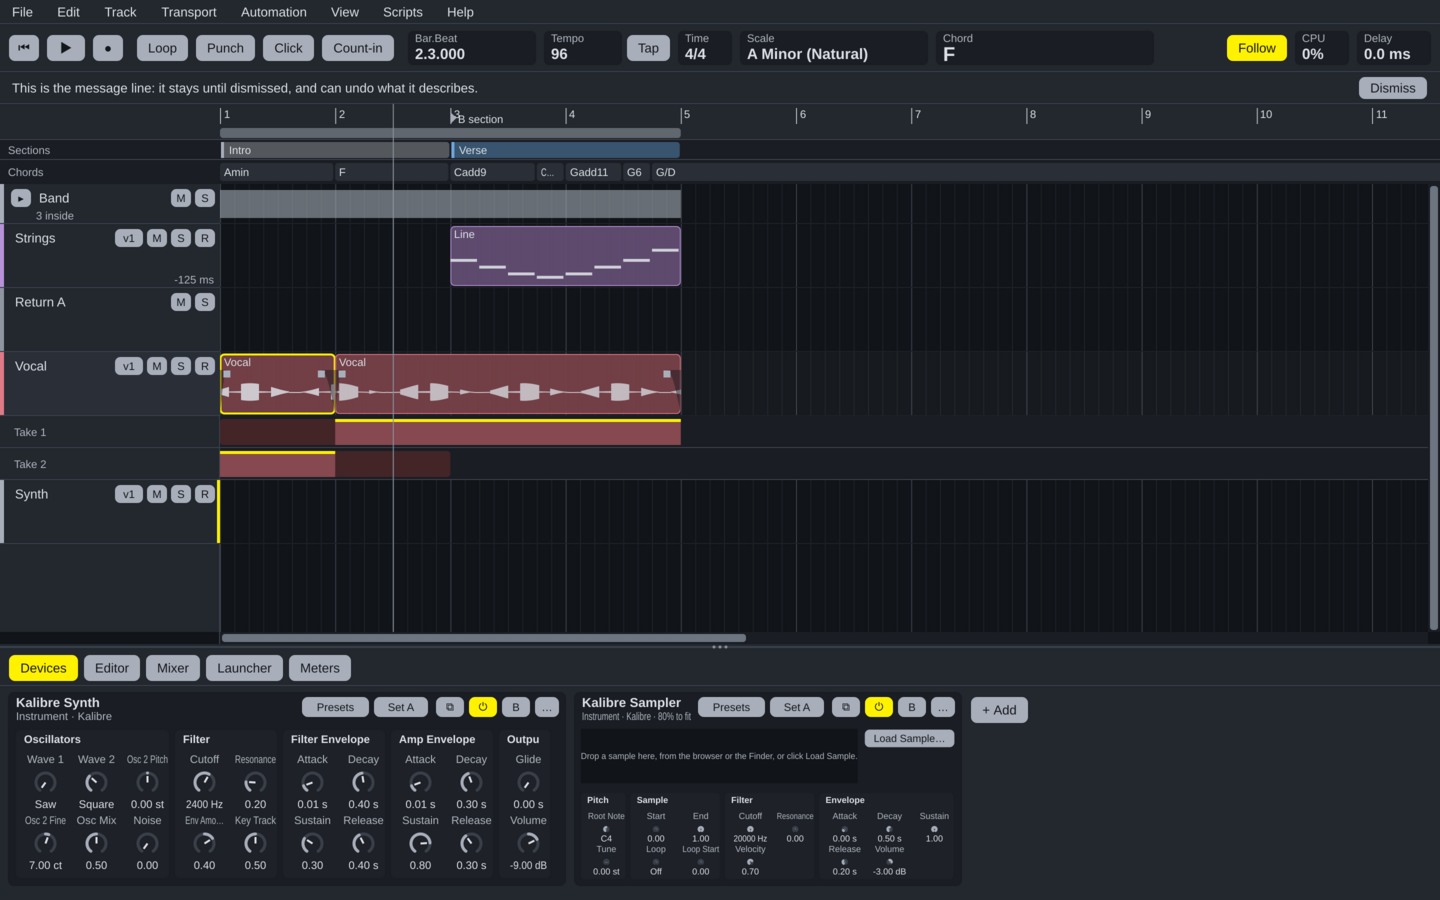 File Edit Track Transport Automation View Scripts Help
Loop Punch Click Count-in
Bar.Beat
2.3.000
Tempo
96
Tap
Time
4/4
Scale
A Minor (Natural)
Chord
F
Follow
CPU
0%
Delay
0.0 ms
This is the message line: it stays until dismissed, and can undo what it describes. Dismiss
1 2 3 B section 4 5 6 7 8 9 10 11
Sections Intro Verse
Chords Amin F Cadd9 C... Gadd11 G6 G/D
Band M S
3 inside
Strings v1 M S R Line
-125 ms
Return A M S
Vocal v1 M S R Vocal Vocal
Take 1
Take 2
Synth v1 M S R
Devices Editor Mixer Launcher Meters
Kalibre Synth
Instrument · Kalibre
Presets Set A B ...
Oscillators Filter Filter Envelope Amp Envelope Outpu
Wave 1 Wave 2 Osc 2 Pitch Cutoff Resonance Attack Decay Attack Decay Glide
Saw Square 0.00 st 2400 Hz 0.20 0.01 s 0.40 s 0.01 s 0.30 s 0.00 s
Osc 2 Fine Osc Mix Noise Env Amo... Key Track Sustain Release Sustain Release Volume
7.00 ct 0.50 0.00 0.40 0.50 0.30 0.40 s 0.80 0.30 s -9.00 dB
Kalibre Sampler
Instrument · Kalibre · 80% to fit
Presets Set A B ...
+ Add
Load Sample...
Drop a sample here, from the browser or the Finder, or click Load Sample.
Pitch Sample Filter Envelope
Root Note Start End Cutoff Resonance Attack Decay Sustain
C4 0.00 1.00 20000 Hz 0.00 0.00 s 0.50 s 1.00
Tune Loop Loop Start Velocity Release Volume
0.00 st Off 0.00 0.70 0.20 s -3.00 dB